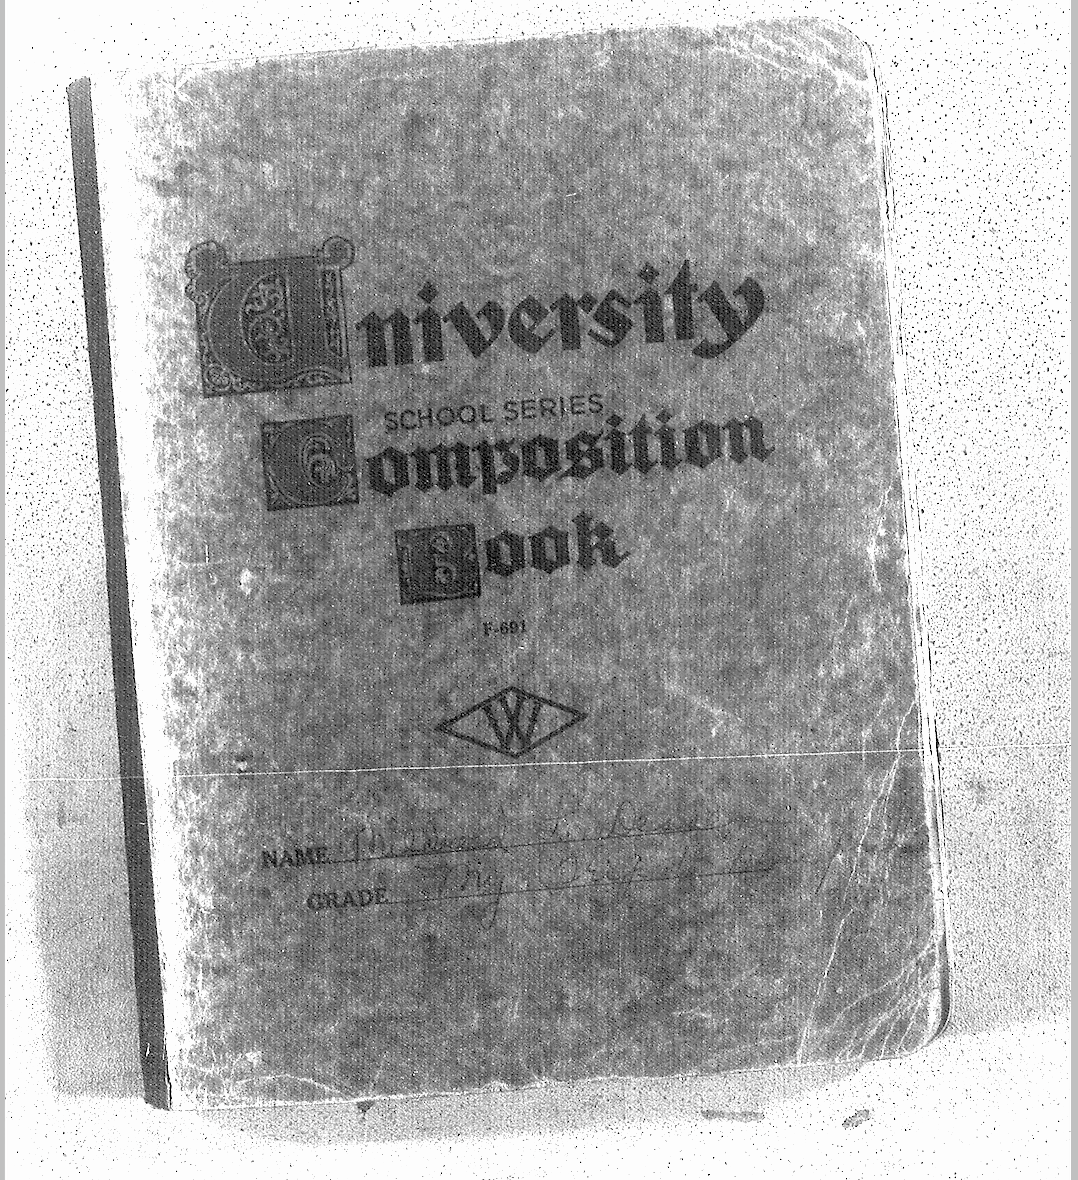 University
SCHOOL SERIES
Composition
Book
F-691
W
NAME
GRADE